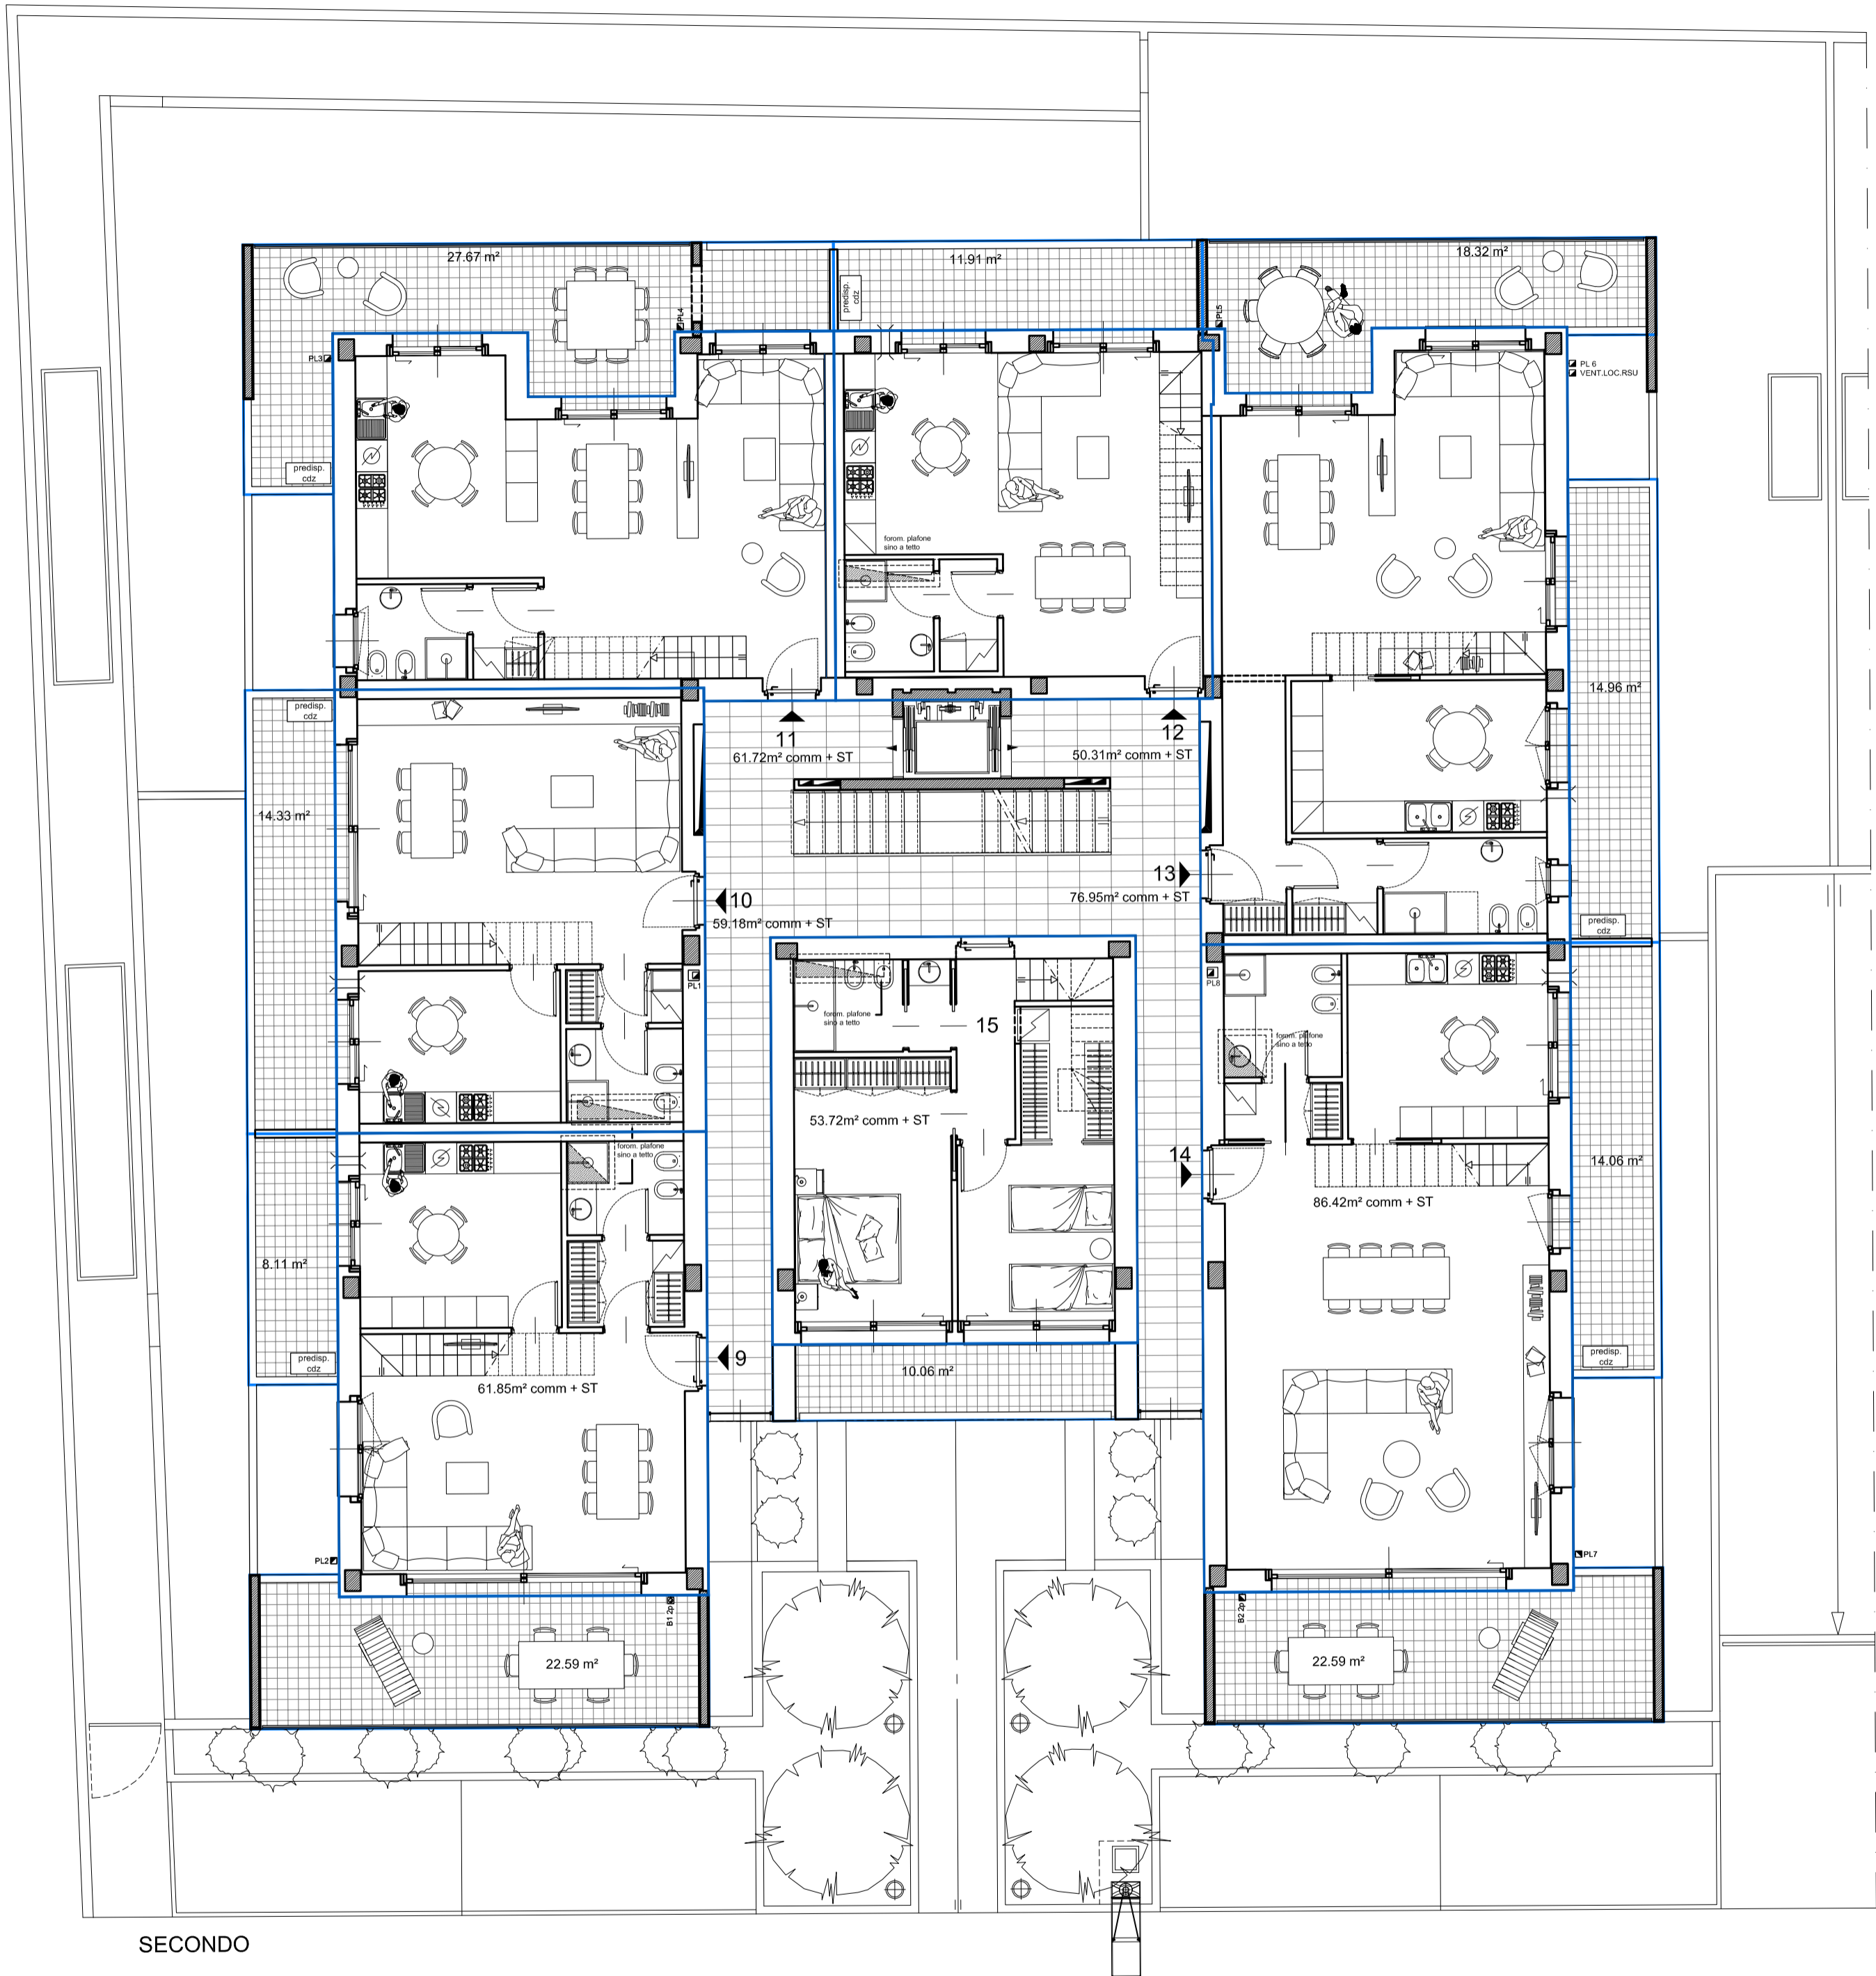 27.67 m²
11.91 m²
18.32 m²
predisp.
cdz
PL4
PL5
PL3
PL 6
VENT.LOC.RSU
predisp.
cdz
forom. plafone
sino a tetto
predisp.
cdz
14.96 m²
11
61.72m² comm + ST
12
50.31m² comm + ST
14.33 m²
13
76.95m² comm + ST
10
59.18m² comm + ST
predisp.
cdz
PL1
PL8
forom. plafone
sino a tetto
15
forom. plafone
sino a tetto
53.72m² comm + ST
forom. plafone
sino a tetto
14
14.06 m²
86.42m² comm + ST
8.11 m²
predisp.
cdz
9
61.85m² comm + ST
10.06 m²
predisp.
cdz
PL2
PL7
B1 2p
B2 2p
22.59 m²
22.59 m²
SECONDO